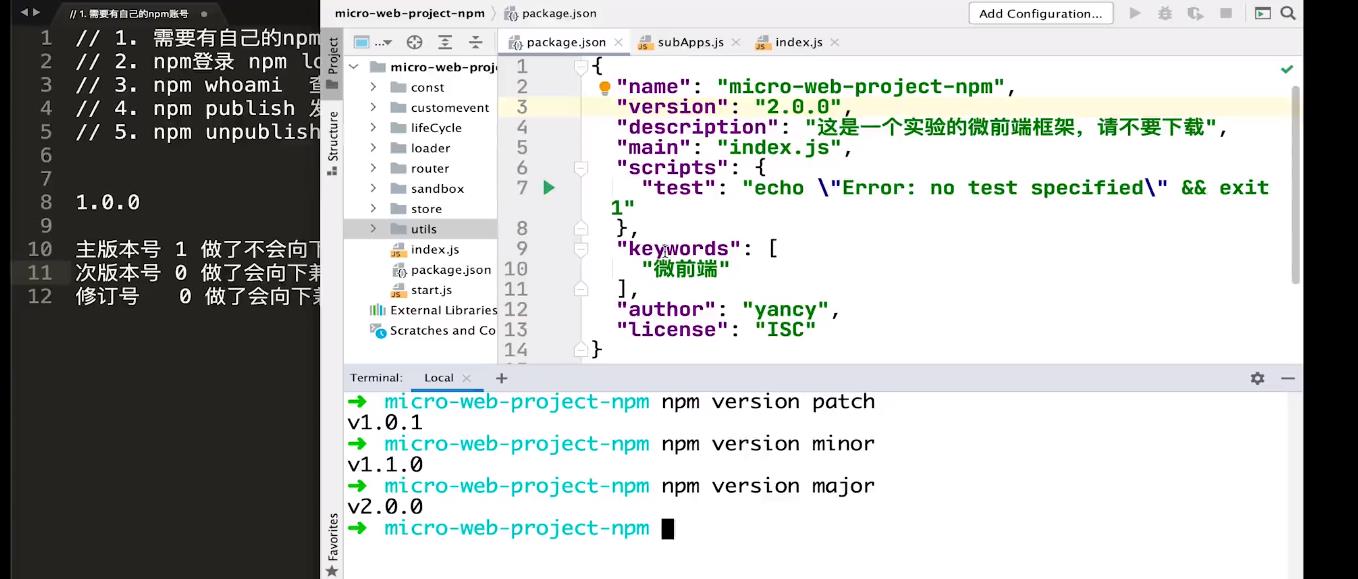 // 1. 需要有自己的npm账号
1 // 1. 需要有自己的npm
2 // 2. npm登录 npm lo
3 // 3. npm whoami 查
4 // 4. npm publish 发
5 // 5. npm unpublish
6
7
8 1.0.0
9
10 主版本号 1 做了不会向下
11 次版本号 0 做了会向下兼
12 修订号 0 做了会向下兼
micro-web-project-npm package.json
Add Configuration...
Project
Structure
Favorites
micro-web-proj
const
customevent
lifeCycle
loader
router
sandbox
store
utils
index.js
package.json
start.js
External Libraries
Scratches and Co
package.json subApps.js index.js
1 {
2 "name": "micro-web-project-npm",
3 "version": "2.0.0",
4 "description": "这是一个实验的微前端框架，请不要下载",
5 "main": "index.js",
6 "scripts": {
7 "test": "echo \"Error: no test specified\" && exit
1"
8 },
9 "keywords": [
10 "微前端"
11 ],
12 "author": "yancy",
13 "license": "ISC"
14 }
Terminal: Local
→ micro-web-project-npm npm version patch
v1.0.1
→ micro-web-project-npm npm version minor
v1.1.0
→ micro-web-project-npm npm version major
v2.0.0
→ micro-web-project-npm